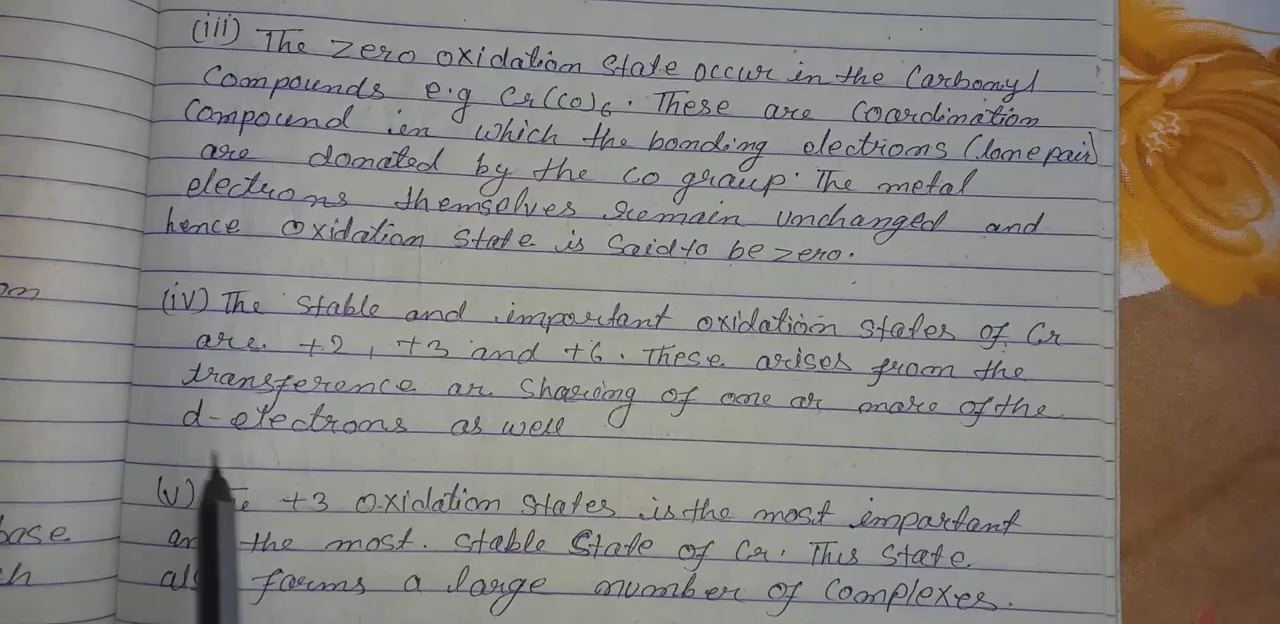 (iii) The zero oxidation state occur in the Carbonyl
Compounds e.g Cr(CO)6. These are coordination
Compound in which the bonding electrons (lone pair)
are donated by the CO group. The metal
electrons themselves remain unchanged and
hence oxidation state is said to be zero.
(iv) The stable and important oxidation states of Cr
are. +2, +3 and +6. These arises from the
transference or sharing of one or more of the
d-electrons as well
(v) +3 oxidation states is the most important
the most. stable state of Cr. This state.
forms a large number of complexes.
base
ch